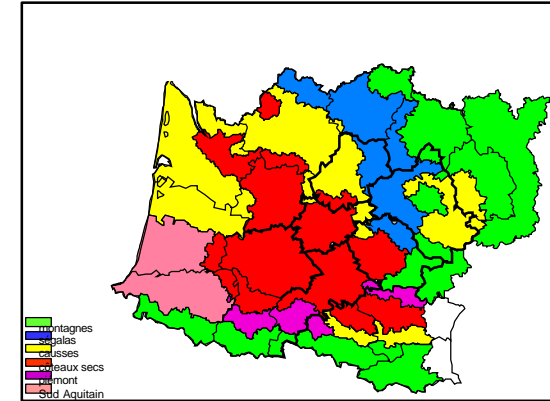 montagnes
ségalas
causses
coteaux secs
piémont
Sud Aquitain